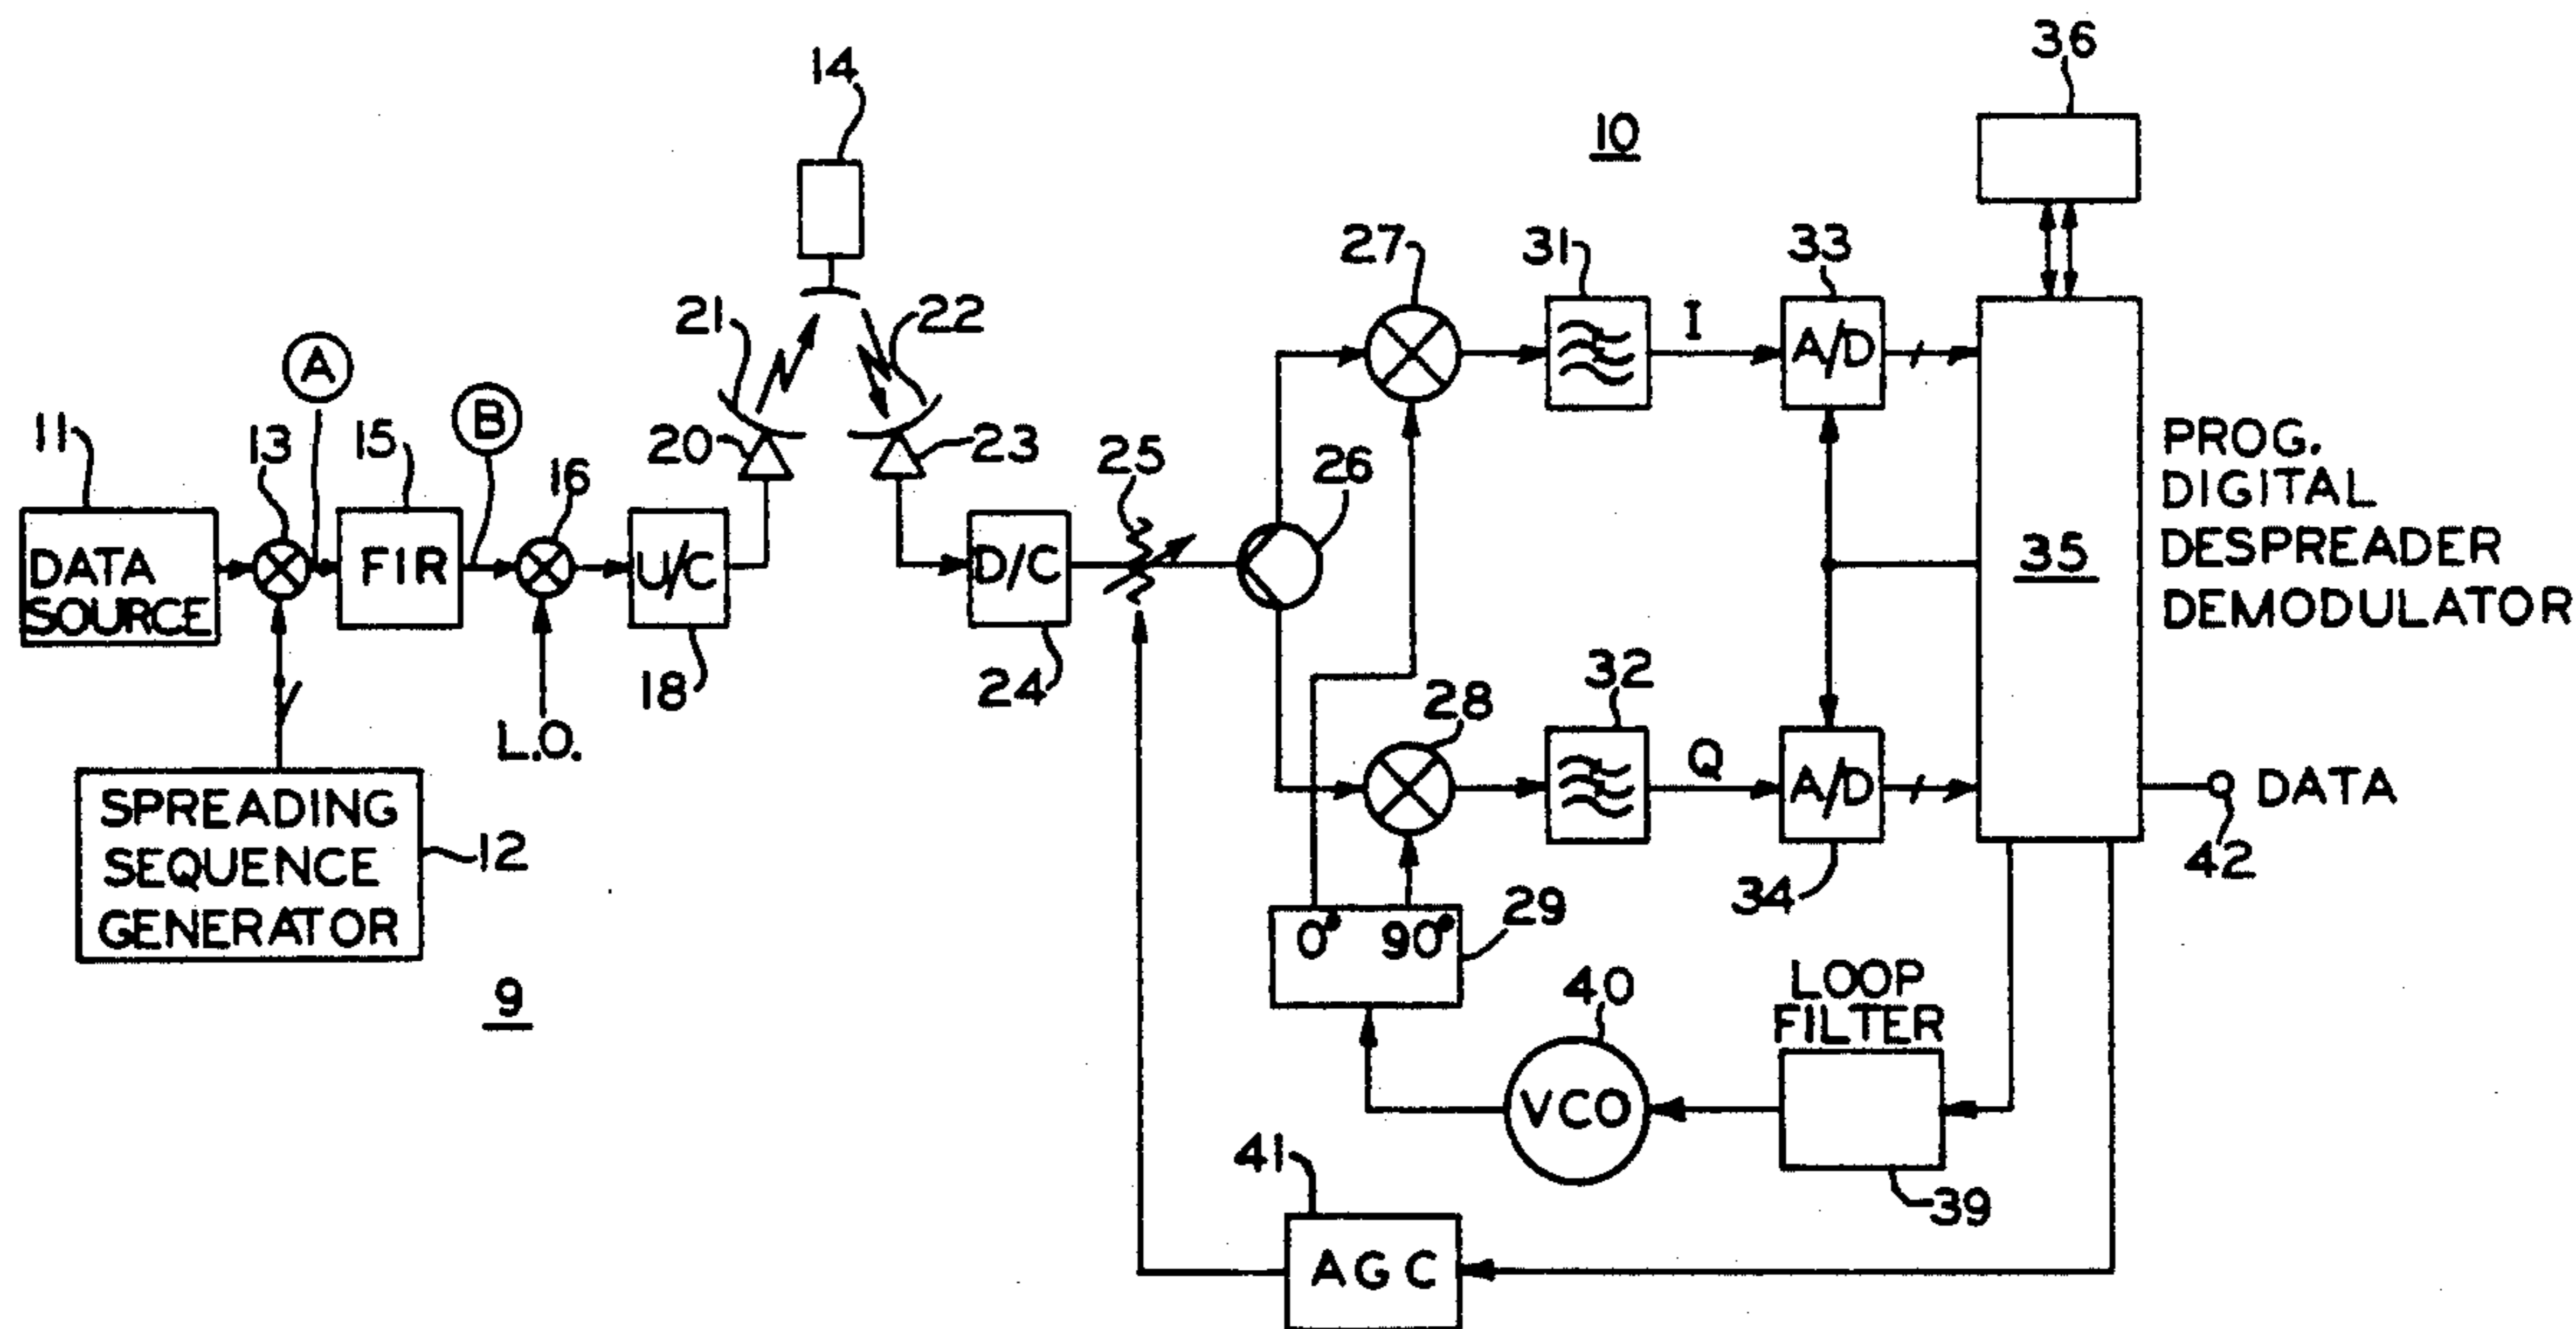 36
14
10
27
31
33
21
22
I
A/D
A
B
11
13
15
16
20
23
25
26
PROG.
DIGITAL
DESPREADER
DEMODULATOR
35
DATA
SOURCE
FIR
U/C
D/C
L.O.
18
24
28
32
Q
A/D
DATA
42
SPREADING
SEQUENCE
GENERATOR
12
34
0° 90°
29
9
40
LOOP
FILTER
VCO
39
41
AGC